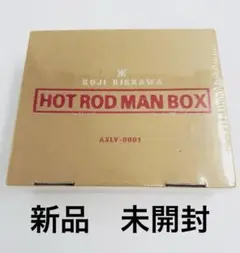 KOJI KIKKAWA
HOT ROD MAN BOX
AXLV-0001
新品　未開封